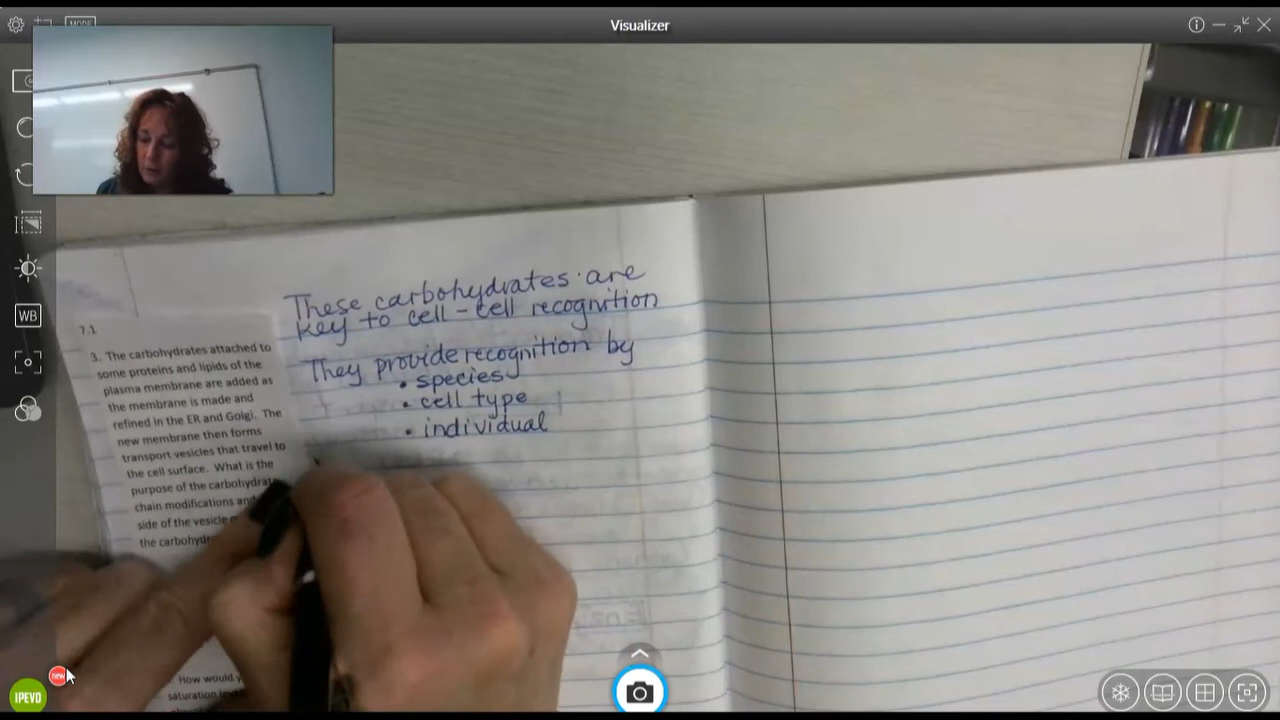 MODE
Visualizer
WB
These carbohydrates are
key to cell-cell recognition
They provide recognition by
• species
• cell type
• individual
7.1
3. The carbohydrates attached to
some proteins and lipids of the
plasma membrane are added as
the membrane is made and
refined in the ER and Golgi. The
new membrane then forms
transport vesicles that travel to
the cell surface. What is the
purpose of the carbohydrate
chain modifications and
side of the vesicle
the carbohydr
How would y
saturation
new
IPEVO